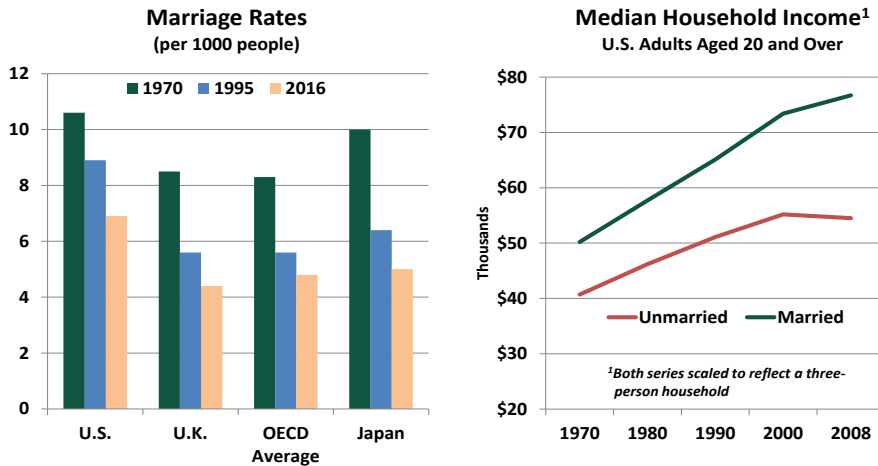 Marriage Rates
(per 1000 people)
12
10
8
6
4
2
0
1970 1995 2016
U.S. U.K. OECD Average Japan
Median Household Income¹
U.S. Adults Aged 20 and Over
Thousands
$80
$70
$60
$50
$40
$30
$20
Unmarried Married
¹Both series scaled to reflect a three-
person household
1970 1980 1990 2000 2008